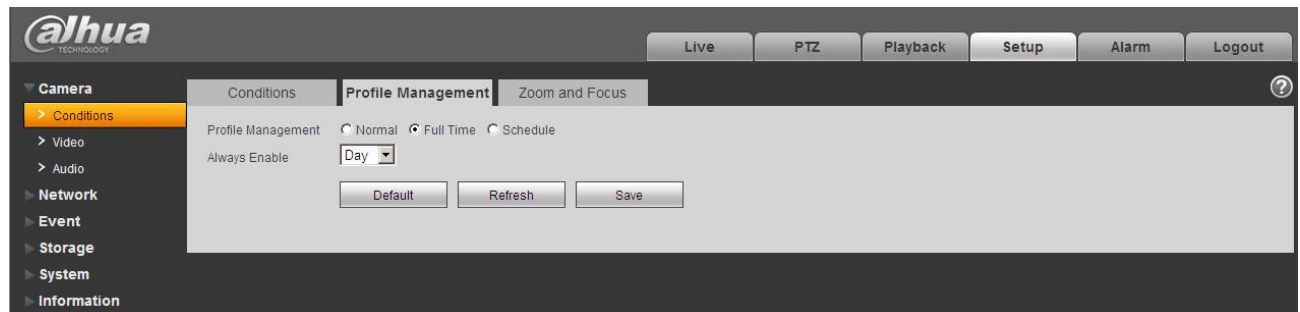 alhua
TECHNOLOGY
Live PTZ Playback Setup Alarm Logout
Camera
Conditions Profile Management Zoom and Focus
> Conditions
Profile Management Normal Full Time Schedule
> Video
Always Enable Day
> Audio
Default Refresh Save
Network
Event
Storage
System
Information